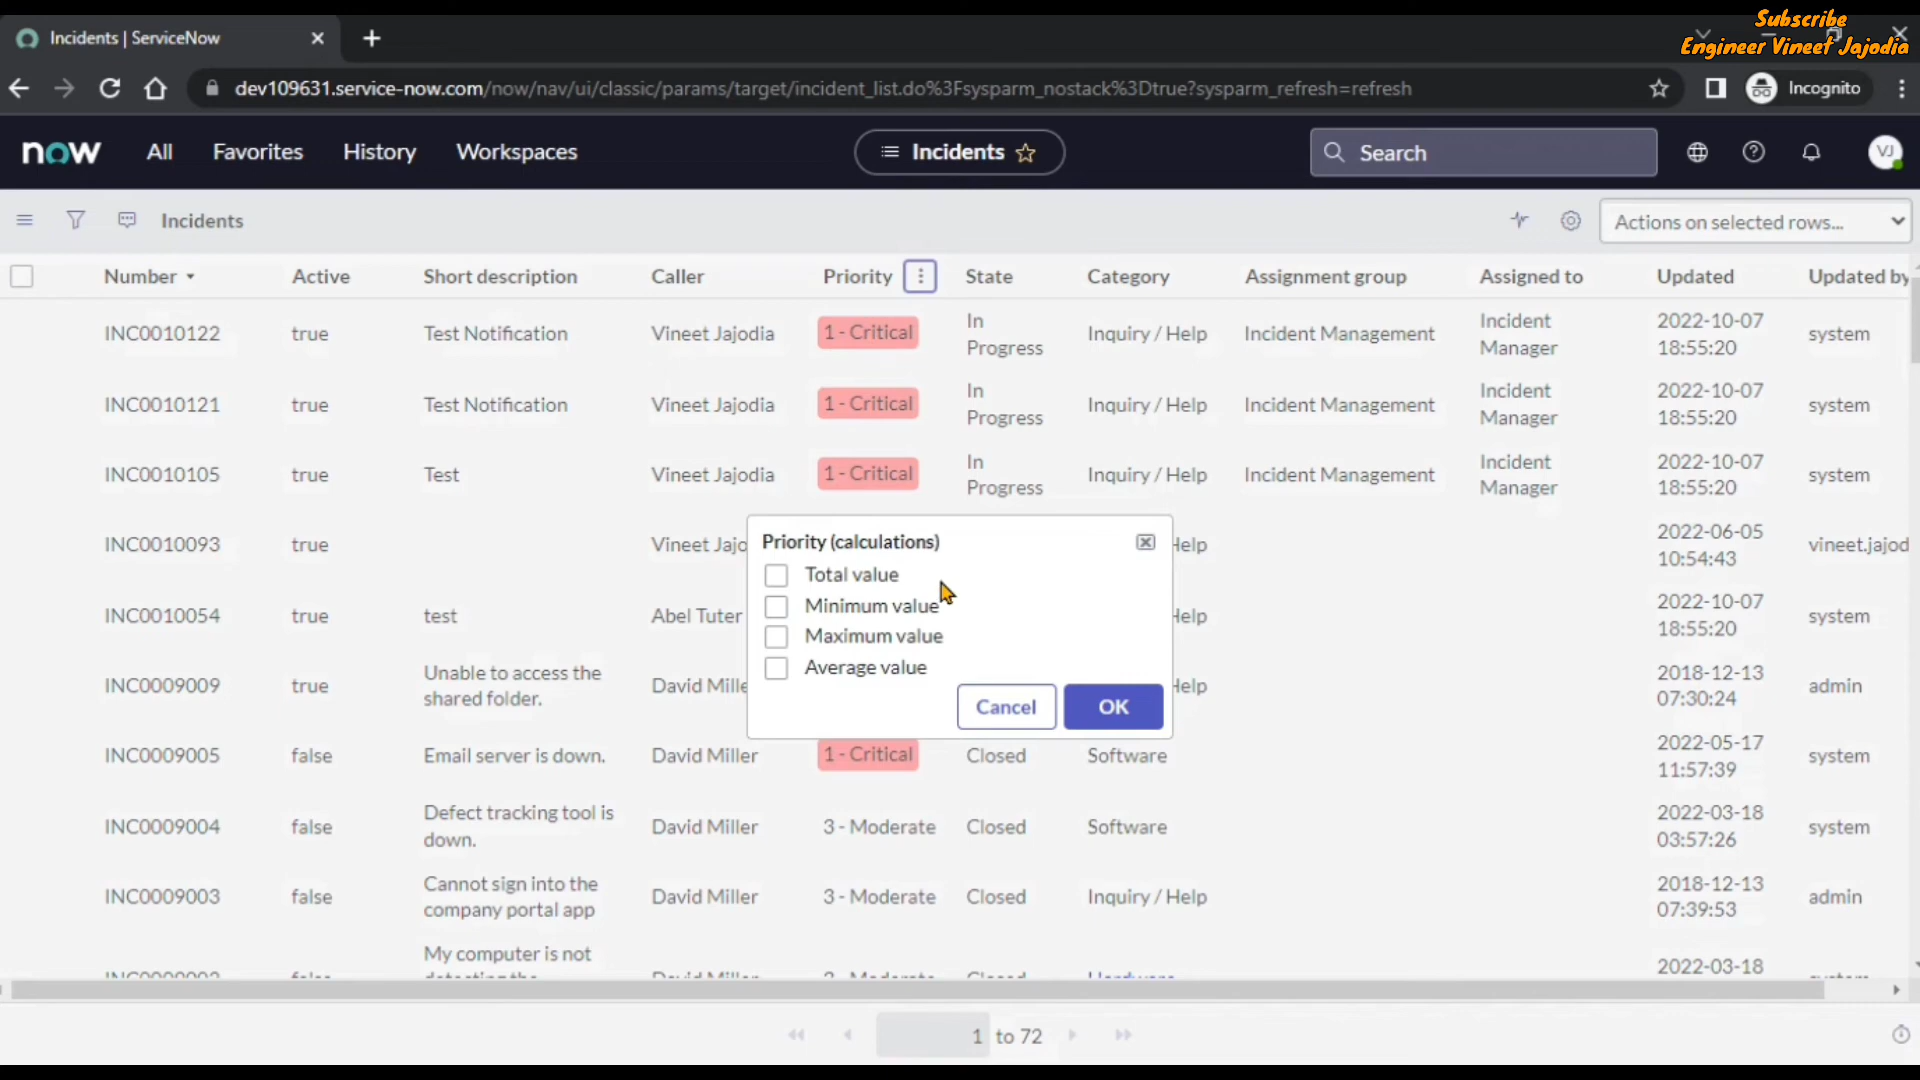 Subscribe
Engineer Vineet Jajodia
Incidents | ServiceNow
dev109631.service-now.com/now/nav/ui/classic/params/target/incident_list.do%3Fsysparm_nostack%3Dtrue?sysparm_refresh=refresh
Incognito
now All Favorites History Workspaces Incidents Search VJ
Incidents Actions on selected rows...
Number Active Short description Caller Priority State Category Assignment group Assigned to Updated Updated by
INC0010122 true Test Notification Vineet Jajodia 1 - Critical In Progress Inquiry / Help Incident Management Incident Manager 2022-10-07 18:55:20 system
INC0010121 true Test Notification Vineet Jajodia 1 - Critical In Progress Inquiry / Help Incident Management Incident Manager 2022-10-07 18:55:20 system
INC0010105 true Test Vineet Jajodia 1 - Critical In Progress Inquiry / Help Incident Management Incident Manager 2022-10-07 18:55:20 system
INC0010093 true Vineet Jajo Help 2022-06-05 10:54:43 vineet.jajod
INC0010054 true test Abel Tuter Help 2022-10-07 18:55:20 system
INC0009009 true Unable to access the shared folder. David Mille Help 2018-12-13 07:30:24 admin
Priority (calculations)
Total value
Minimum value
Maximum value
Average value
Cancel OK
INC0009005 false Email server is down. David Miller 1 - Critical Closed Software 2022-05-17 11:57:39 system
INC0009004 false Defect tracking tool is down. David Miller 3 - Moderate Closed Software 2022-03-18 03:57:26 system
INC0009003 false Cannot sign into the company portal app David Miller 3 - Moderate Closed Inquiry / Help 2018-12-13 07:39:53 admin
My computer is not 2022-03-18
1 to 72